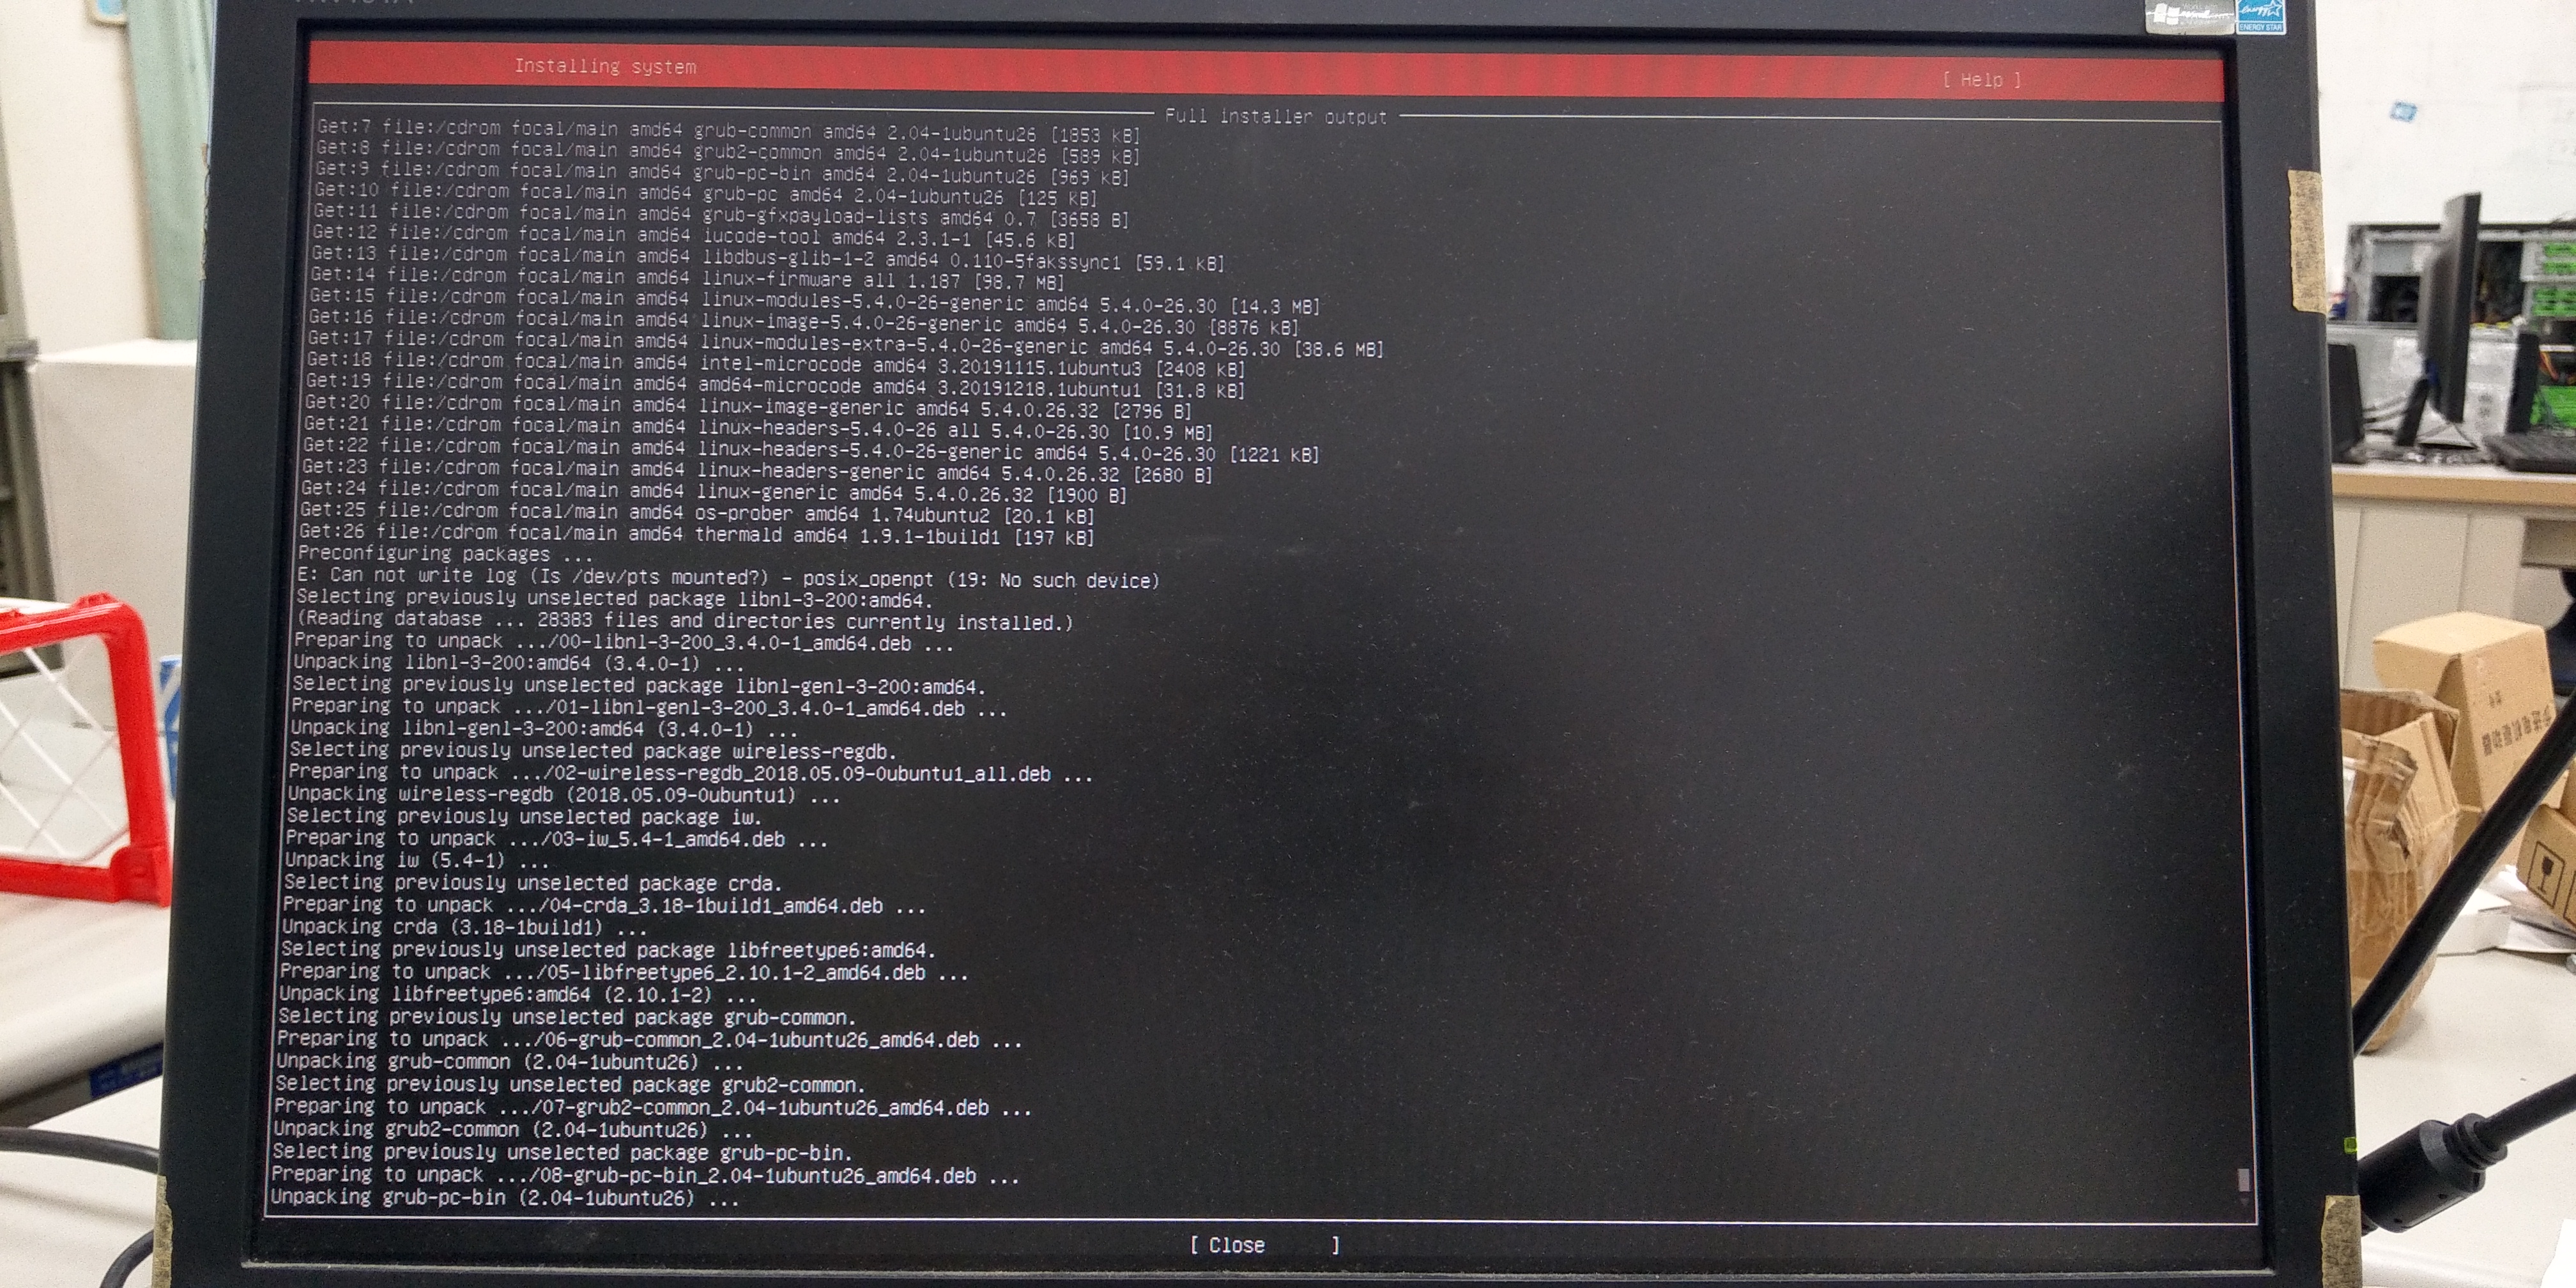 Installing system
[ Help ]
Full installer output
Get:7 file:/cdrom focal/main amd64 grub-common amd64 2.04-1ubuntu26 [1853 kB]
Get:8 file:/cdrom focal/main amd64 grub2-common amd64 2.04-1ubuntu26 [589 kB]
Get:9 file:/cdrom focal/main amd64 grub-pc-bin amd64 2.04-1ubuntu26 [969 kB]
Get:10 file:/cdrom focal/main amd64 grub-pc amd64 2.04-1ubuntu26 [125 kB]
Get:11 file:/cdrom focal/main amd64 grub-gfxpayload-lists amd64 0.7 [3658 B]
Get:12 file:/cdrom focal/main amd64 iucode-tool amd64 2.3.1-1 [45.6 kB]
Get:13 file:/cdrom focal/main amd64 libdbus-glib-1-2 amd64 0.110-5fakssync1 [59.1 kB]
Get:14 file:/cdrom focal/main amd64 linux-firmware all 1.187 [98.7 MB]
Get:15 file:/cdrom focal/main amd64 linux-modules-5.4.0-26-generic amd64 5.4.0-26.30 [14.3 MB]
Get:16 file:/cdrom focal/main amd64 linux-image-5.4.0-26-generic amd64 5.4.0-26.30 [8876 kB]
Get:17 file:/cdrom focal/main amd64 linux-modules-extra-5.4.0-26-generic amd64 5.4.0-26.30 [38.6 MB]
Get:18 file:/cdrom focal/main amd64 intel-microcode amd64 3.20191115.1ubuntu3 [2408 kB]
Get:19 file:/cdrom focal/main amd64 amd64-microcode amd64 3.20191218.1ubuntu1 [31.8 kB]
Get:20 file:/cdrom focal/main amd64 linux-image-generic amd64 5.4.0.26.32 [2796 B]
Get:21 file:/cdrom focal/main amd64 linux-headers-5.4.0-26 all 5.4.0-26.30 [10.9 MB]
Get:22 file:/cdrom focal/main amd64 linux-headers-5.4.0-26-generic amd64 5.4.0-26.30 [1221 kB]
Get:23 file:/cdrom focal/main amd64 linux-headers-generic amd64 5.4.0.26.32 [2680 B]
Get:24 file:/cdrom focal/main amd64 linux-generic amd64 5.4.0.26.32 [1900 B]
Get:25 file:/cdrom focal/main amd64 os-prober amd64 1.74ubuntu2 [20.1 kB]
Get:26 file:/cdrom focal/main amd64 thermald amd64 1.9.1-1build1 [197 kB]
Preconfiguring packages ...
E: Can not write log (Is /dev/pts mounted?) - posix_openpt (19: No such device)
Selecting previously unselected package libnl-3-200:amd64.
(Reading database ... 28383 files and directories currently installed.)
Preparing to unpack .../00-libnl-3-200_3.4.0-1_amd64.deb ...
Unpacking libnl-3-200:amd64 (3.4.0-1) ...
Selecting previously unselected package libnl-genl-3-200:amd64.
Preparing to unpack .../01-libnl-genl-3-200_3.4.0-1_amd64.deb ...
Unpacking libnl-genl-3-200:amd64 (3.4.0-1) ...
Selecting previously unselected package wireless-regdb.
Preparing to unpack .../02-wireless-regdb_2018.05.09-0ubuntu1_all.deb ...
Unpacking wireless-regdb (2018.05.09-0ubuntu1) ...
Selecting previously unselected package iw.
Preparing to unpack .../03-iw_5.4-1_amd64.deb ...
Unpacking iw (5.4-1) ...
Selecting previously unselected package crda.
Preparing to unpack .../04-crda_3.18-1build1_amd64.deb ...
Unpacking crda (3.18-1build1) ...
Selecting previously unselected package libfreetype6:amd64.
Preparing to unpack .../05-libfreetype6_2.10.1-2_amd64.deb ...
Unpacking libfreetype6:amd64 (2.10.1-2) ...
Selecting previously unselected package grub-common.
Preparing to unpack .../06-grub-common_2.04-1ubuntu26_amd64.deb ...
Unpacking grub-common (2.04-1ubuntu26) ...
Selecting previously unselected package grub2-common.
Preparing to unpack .../07-grub2-common_2.04-1ubuntu26_amd64.deb ...
Unpacking grub2-common (2.04-1ubuntu26) ...
Selecting previously unselected package grub-pc-bin.
Preparing to unpack .../08-grub-pc-bin_2.04-1ubuntu26_amd64.deb ...
Unpacking grub-pc-bin (2.04-1ubuntu26) ...
[ Close ]
energy
ENERGY STAR